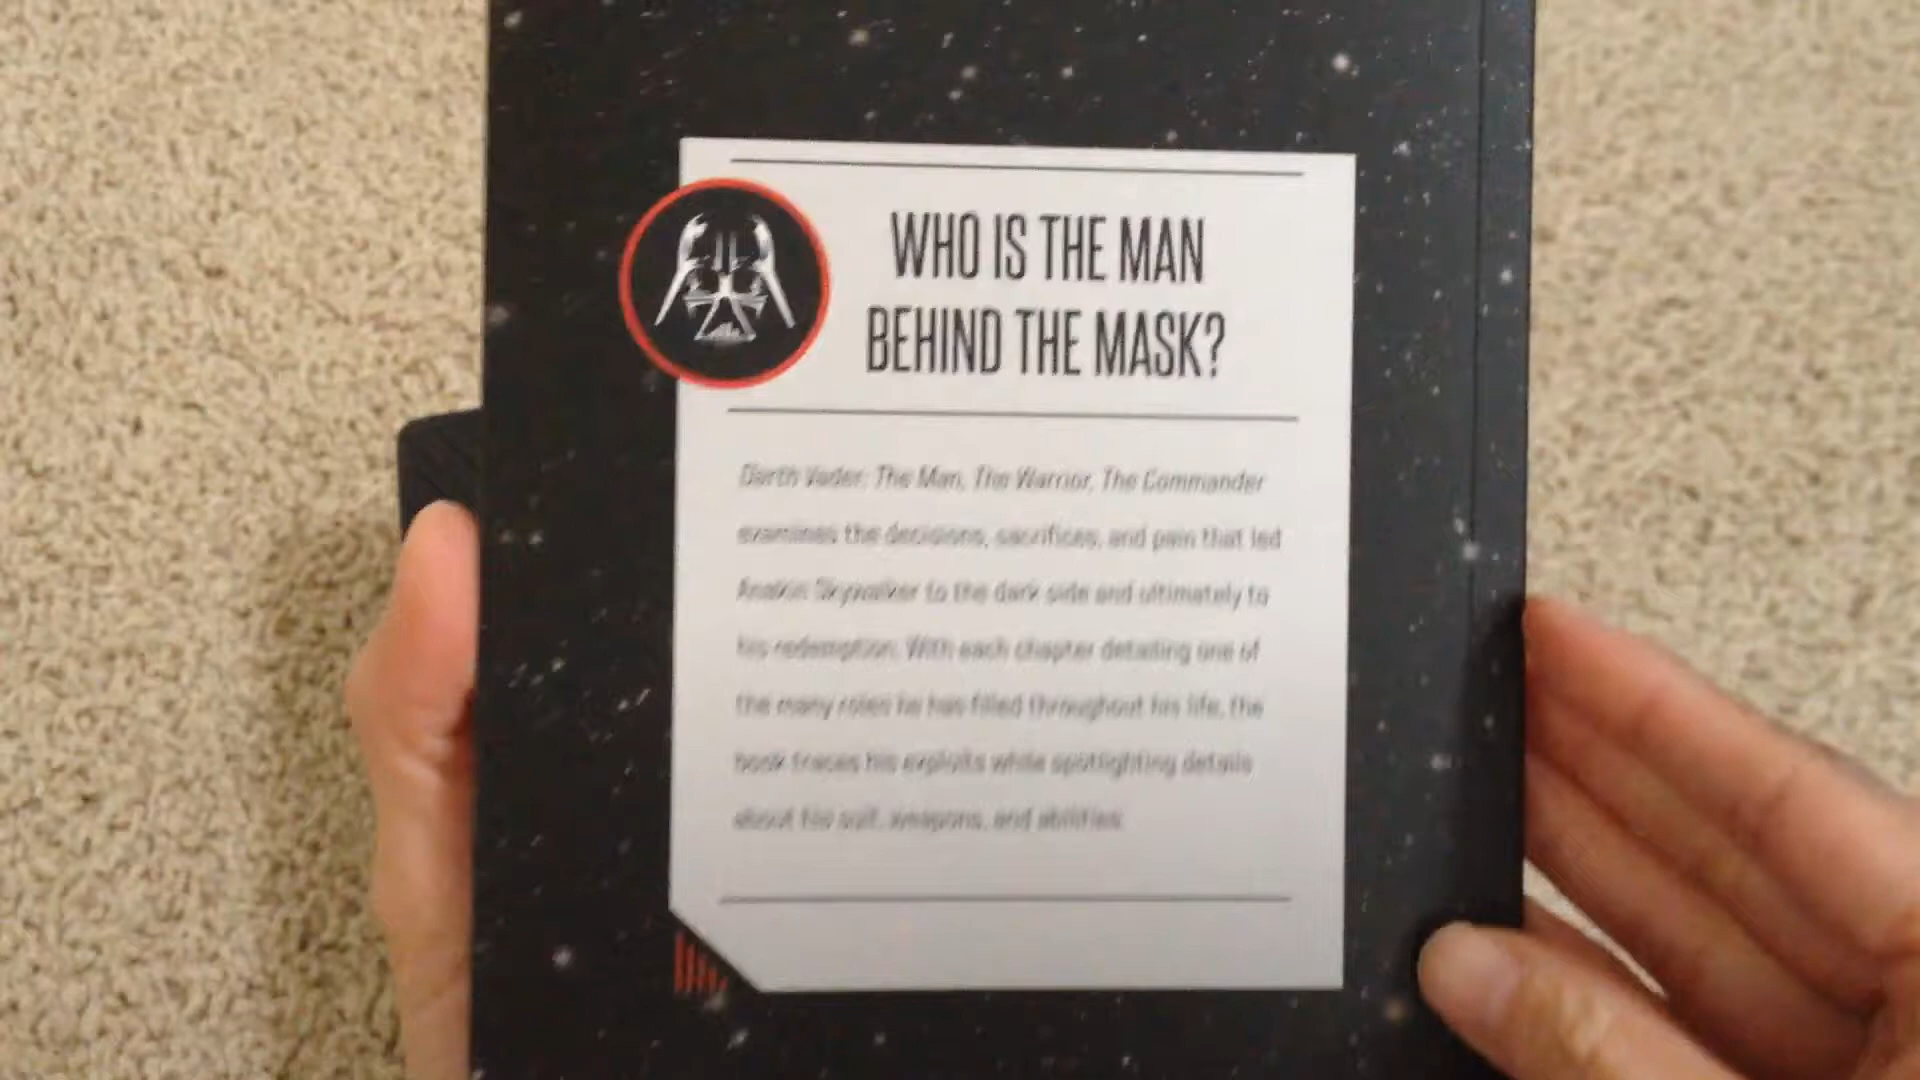 WHO IS THE MAN
BEHIND THE MASK?
Darth Vader: The Man, The Warrior, The Commander
examines the decisions, sacrifices, and pain that led
Anakin Skywalker to the dark side and ultimately to
his redemption. With each chapter detailing one of
the many roles he has filled throughout his life, the
book traces his exploits while spotlighting details
about his suit, weapons, and abilities.